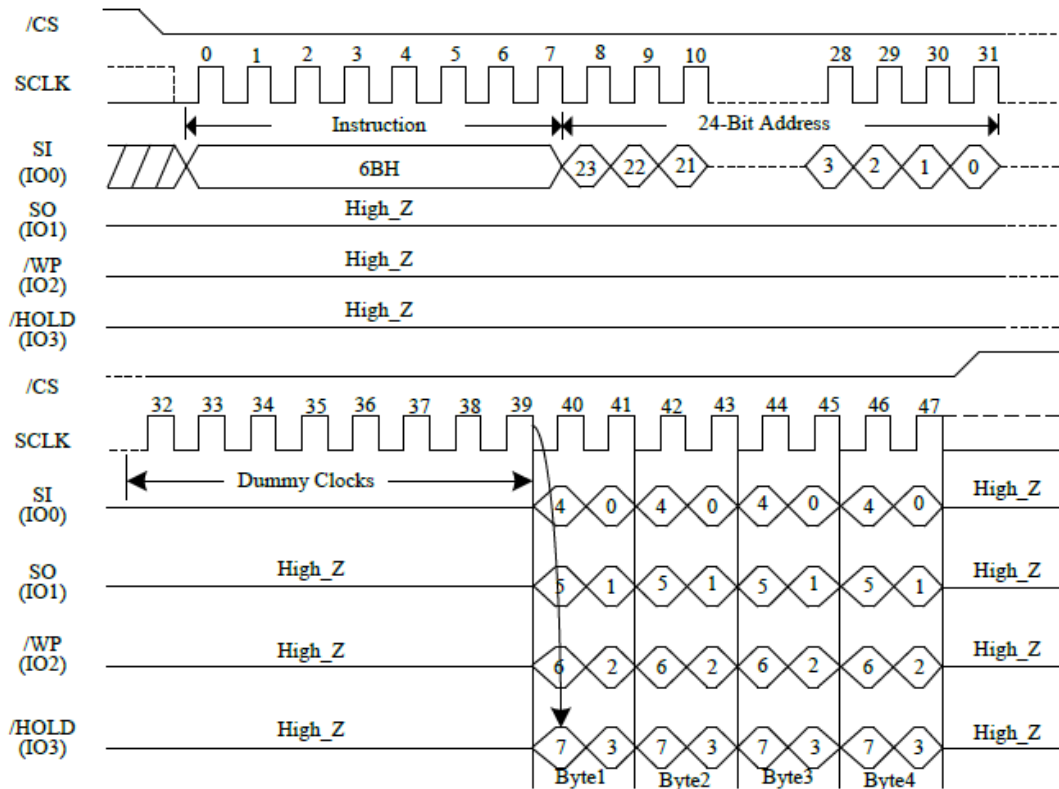 /CS
0 1 2 3 4 5 6 7 8 9 10 28 29 30 31
SCLK
Instruction 24-Bit Address
SI
(IO0)
6BH 23 22 21 3 2 1 0
SO
(IO1)
High_Z
/WP
(IO2)
High_Z
/HOLD
(IO3)
High_Z
/CS
32 33 34 35 36 37 38 39 40 41 42 43 44 45 46 47
SCLK
Dummy Clocks
SI
(IO0)
4 0 4 0 4 0 4 0 High_Z
SO
(IO1)
High_Z 5 1 5 1 5 1 5 1 High_Z
/WP
(IO2)
High_Z 6 2 6 2 6 2 6 2 High_Z
/HOLD
(IO3)
High_Z 7 3 7 3 7 3 7 3 High_Z
Byte1 Byte2 Byte3 Byte4